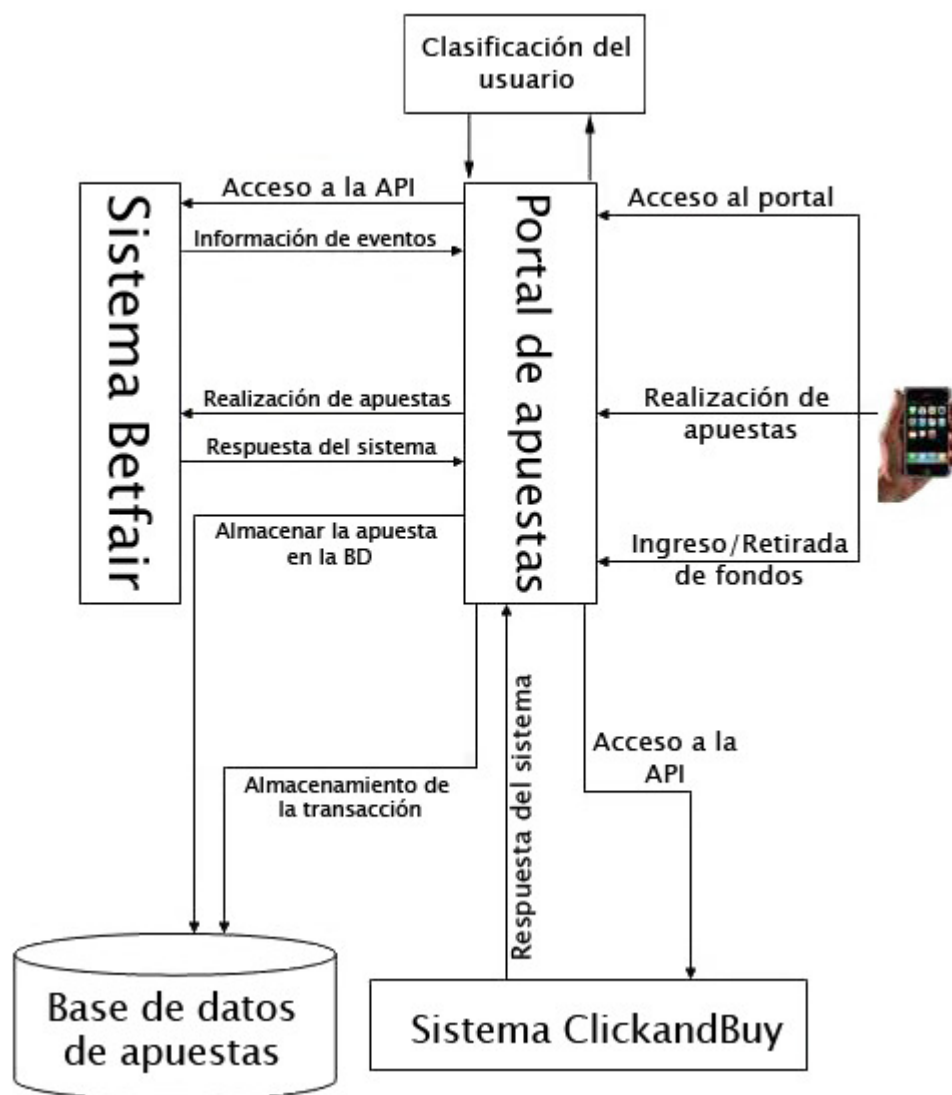 Clasificación del
usuario
Sistema Betfair
Acceso a la API
Información de eventos
Realización de apuestas
Respuesta del sistema
Almacenar la apuesta
en la BD
Portal de apuestas
Acceso al portal
Realización de
apuestas
Ingreso/Retirada
de fondos
Almacenamiento de
la transacción
Respuesta del sistema
Acceso a la
API
Base de datos
de apuestas
Sistema ClickandBuy